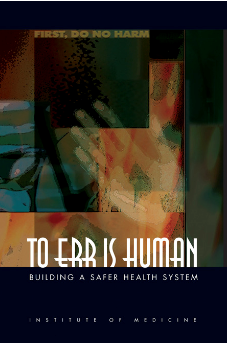 FIRST, DO NO HARM
TO ERR IS HUMAN
BUILDING A SAFER HEALTH SYSTEM
INSTITUTE OF MEDICINE